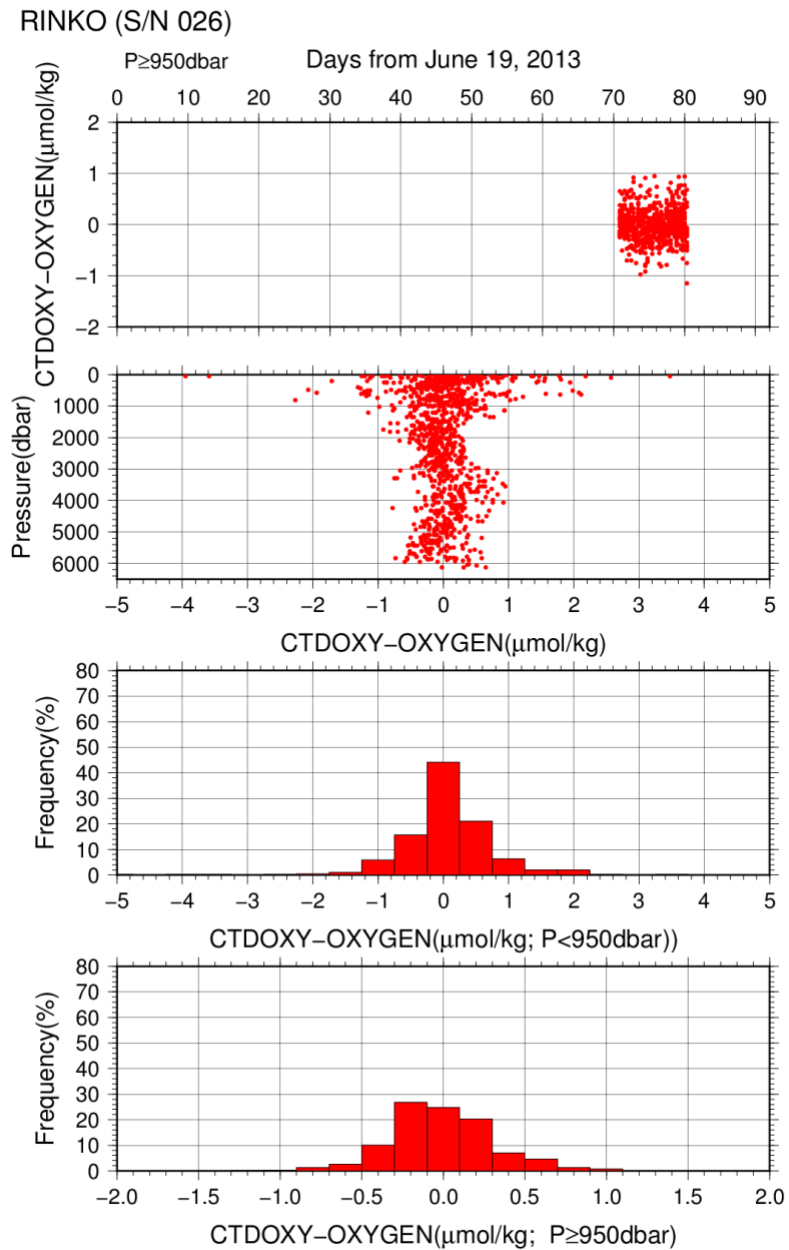 RINKO (S/N 026)
P≥950dbar Days from June 19, 2013
0 10 20 30 40 50 60 70 80 90
CTDOXY−OXYGEN(μmol/kg)
2
1
0
−1
−2
Pressure(dbar)
0
1000
2000
3000
4000
5000
6000
−5 −4 −3 −2 −1 0 1 2 3 4 5
CTDOXY−OXYGEN(μmol/kg)
Frequency(%)
80
70
60
50
40
30
20
10
0
−5 −4 −3 −2 −1 0 1 2 3 4 5
CTDOXY−OXYGEN(μmol/kg; P<950dbar))
Frequency(%)
80
70
60
50
40
30
20
10
0
−2.0 −1.5 −1.0 −0.5 0.0 0.5 1.0 1.5 2.0
CTDOXY−OXYGEN(μmol/kg; P≥950dbar)